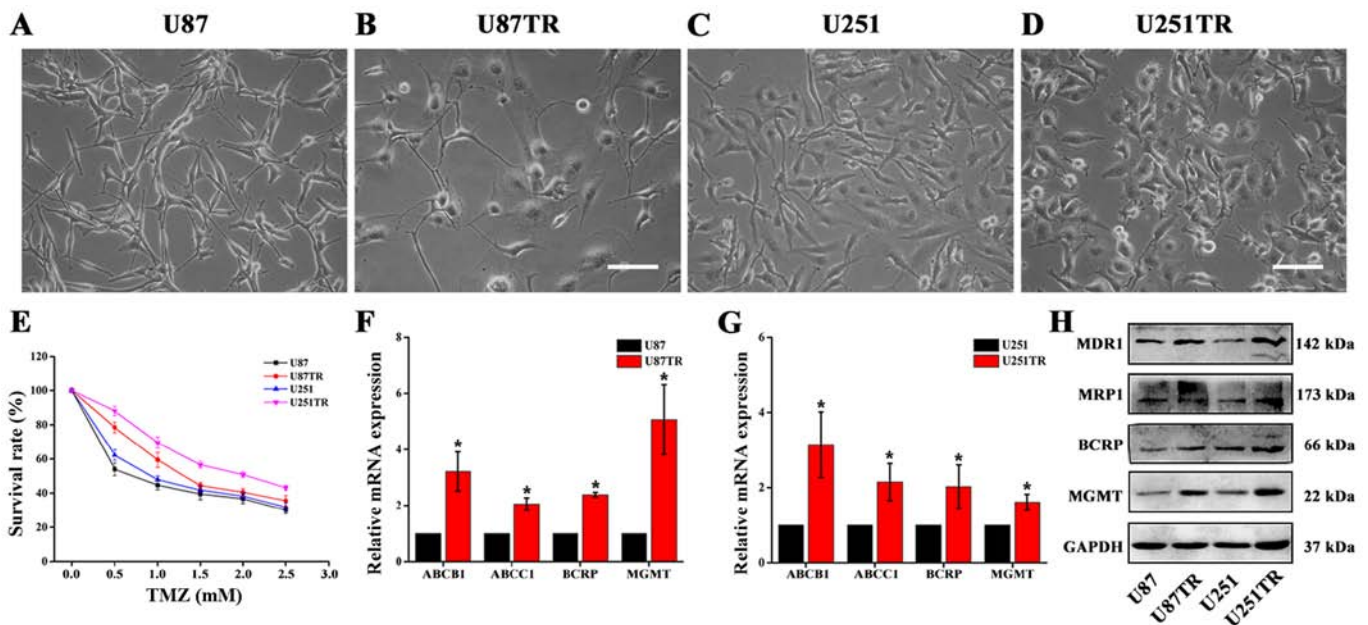 A U87
B U87TR
C U251
D U251TR
E
120
100
80
60
40
20
0
Survival rate (%)
0.0 0.5 1.0 1.5 2.0 2.5 3.0
TMZ (mM)
U87
U87TR
U251
U251TR
F
8
6
4
2
0
Relative mRNA expression
U87
U87TR
* * * *
ABCB1 ABCC1 BCRP MGMT
G
6
4
2
0
Relative mRNA expression
U251
U251TR
* * * *
ABCB1 ABCC1 BCRP MGMT
H
MDR1 142 kDa
MRP1 173 kDa
BCRP 66 kDa
MGMT 22 kDa
GAPDH 37 kDa
U87 U87TR U251 U251TR